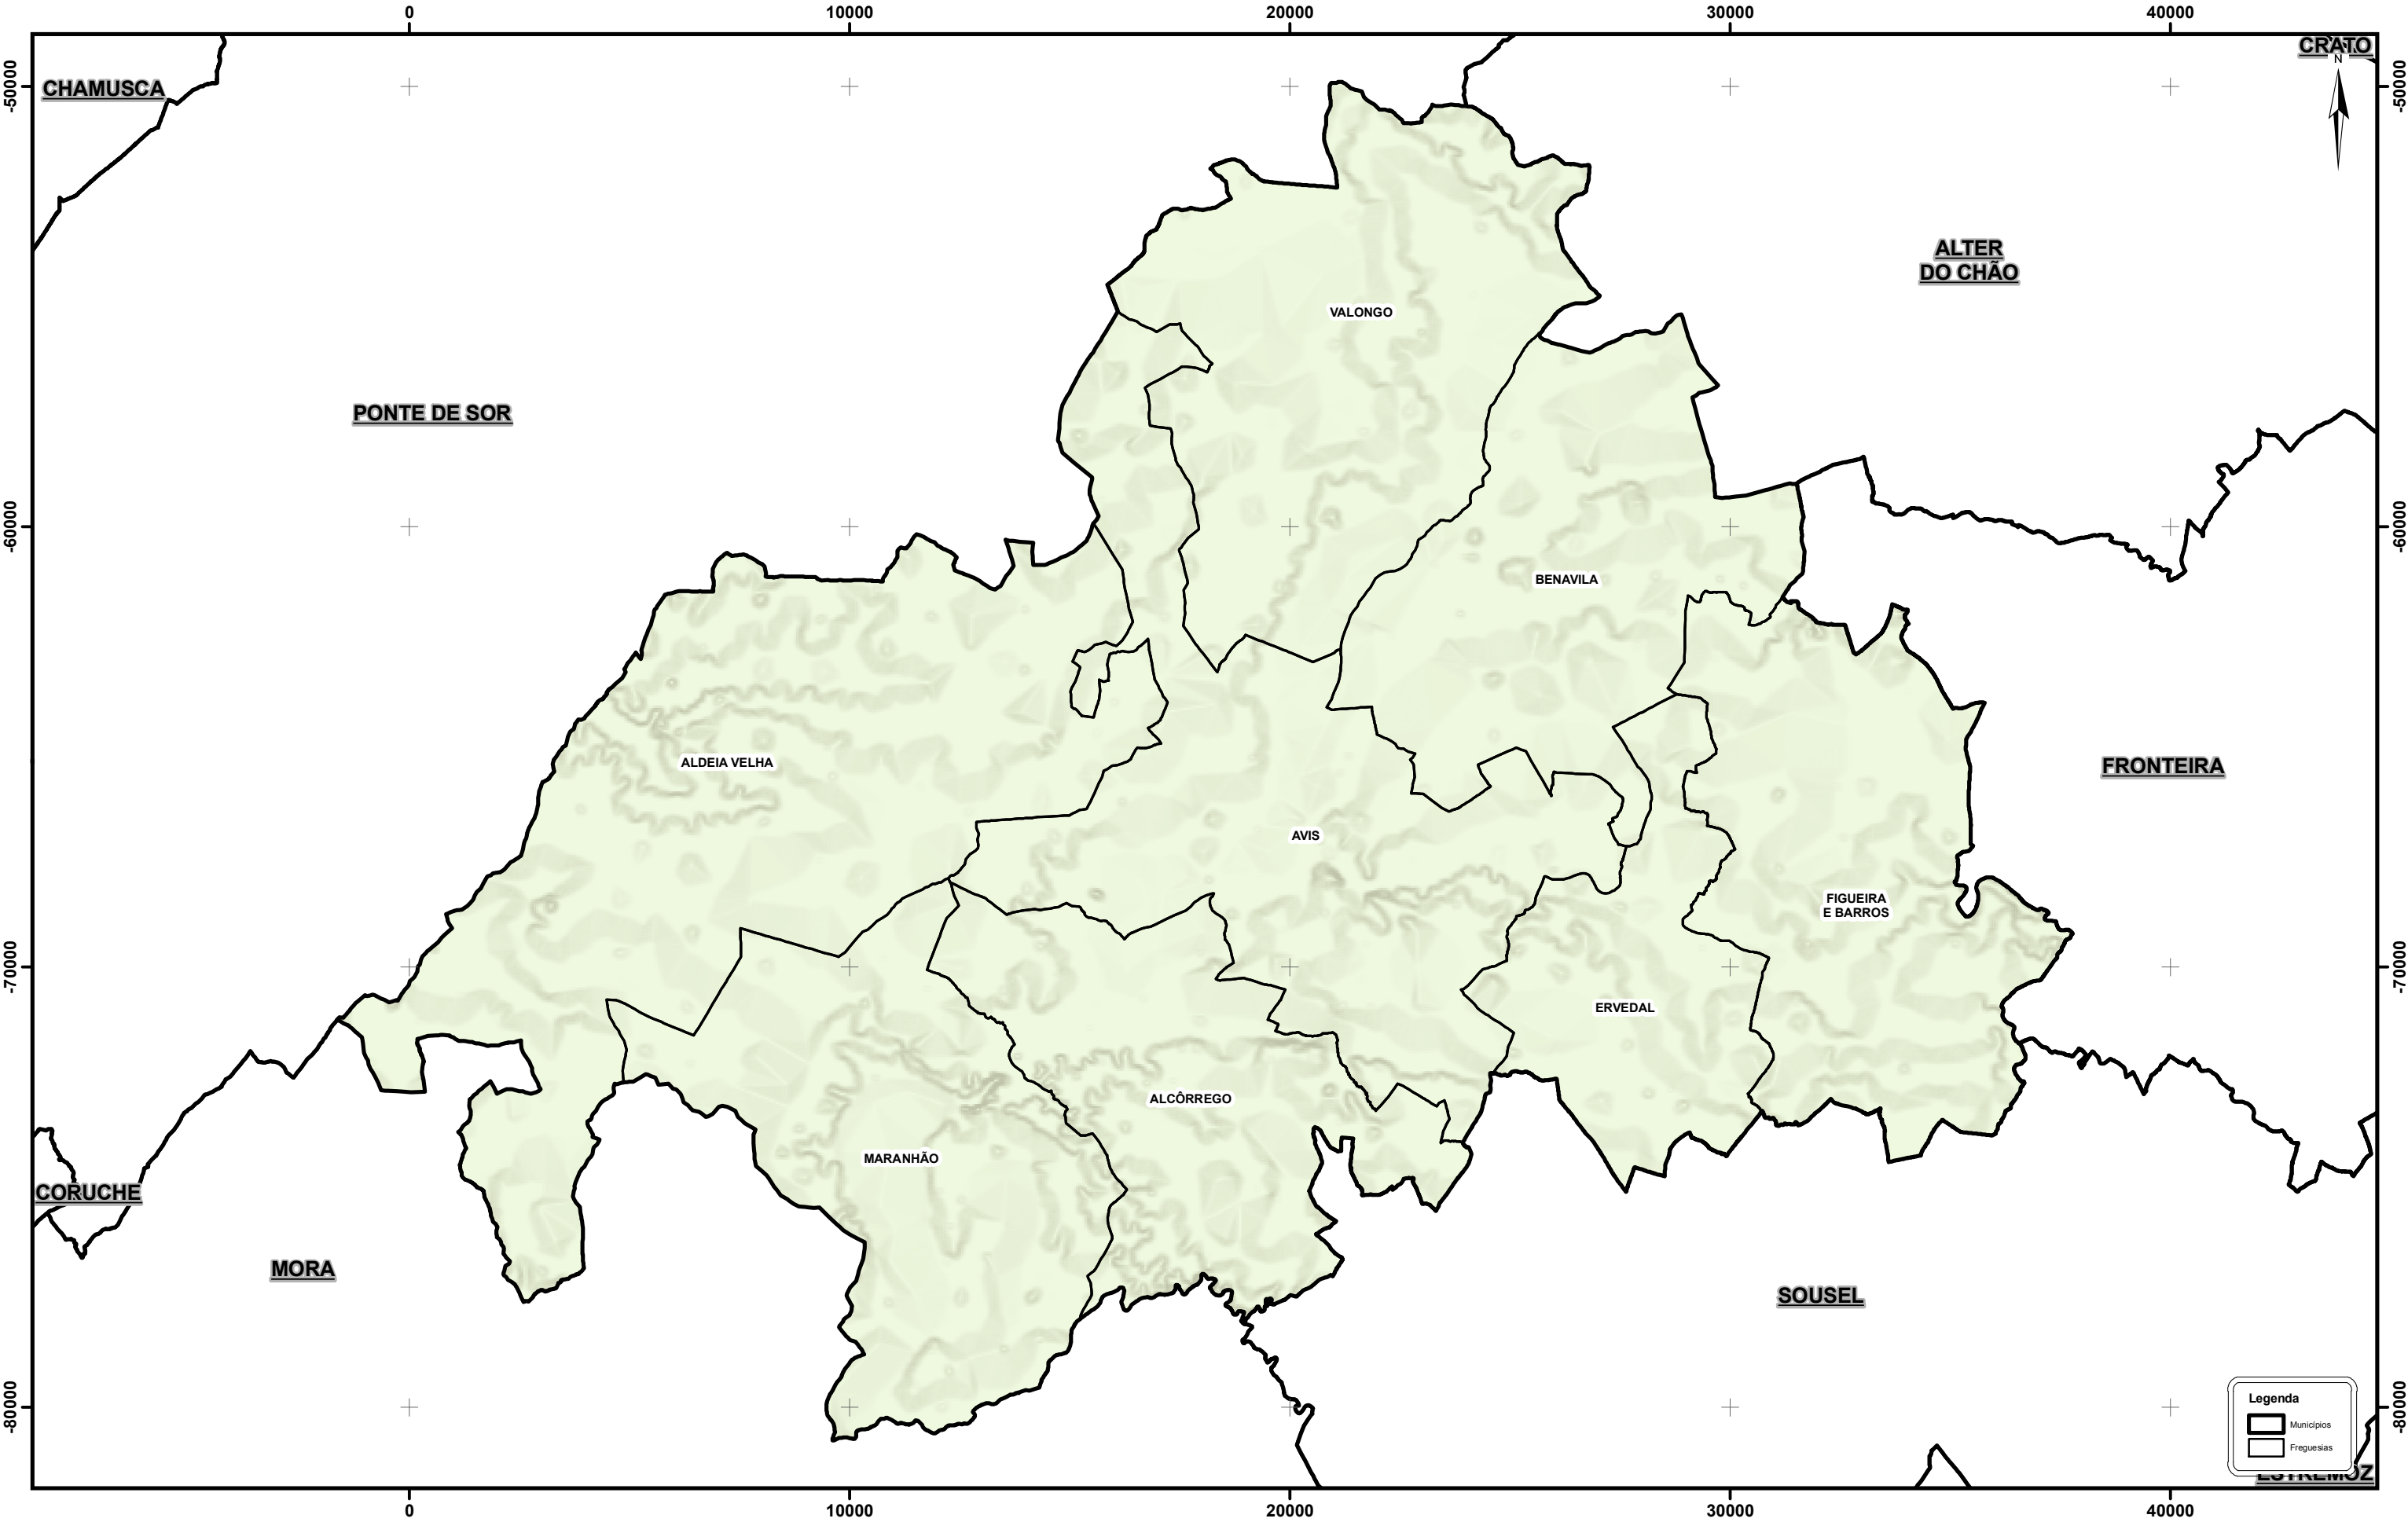 0 10000 20000 30000 40000
CRATO
N
-50000 -50000
CHAMUSCA
ALTER
DO CHÃO
VALONGO
PONTE DE SOR
-60000 -60000
BENAVILA
ALDEIA VELHA
FRONTEIRA
AVIS
FIGUEIRA
E BARROS
-70000 -70000
ERVEDAL
ALCÔRREGO
MARANHÃO
CORUCHE
MORA
SOUSEL
-80000 -80000
Legenda
Municípios
Freguesias
ESTREMOZ
0 10000 20000 30000 40000